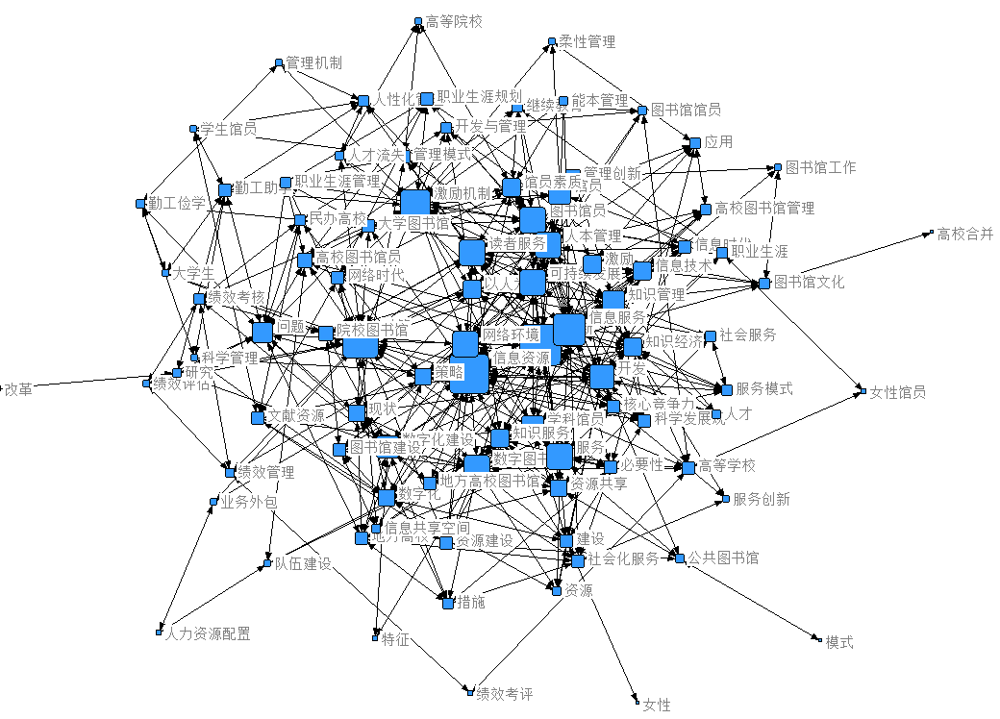 高等院校
柔性管理
管理机制
人性化管
职业生涯规划
继续教育
能本管理
图书馆馆员
学生馆员
开发与管理
应用
人才流失
管理模式
图书馆工作
管理创新
职业生涯管理
馆员素质
馆员
勤工助学
激励机制
勤工俭学
图书馆员
高校图书馆管理
民办高校
大学图书馆
高校合并
人本管理
读者服务
信息时代
职业生涯
高校图书馆员
激励
信息技术
大学生
网络时代
可持续发展
以人为
图书馆文化
知识管理
绩效考核
信息服务
问题
院校图书馆
网络环境
社会服务
知识经济
信息资源
科学管理
开发
研究
策略
改革
绩效评估
服务模式
女性馆员
核心竞争力
现状
文献资源
学科馆员
科学发展观
人才
知识服务
数字化建设
图书馆建设
服务
数字图书
必要性
高等学校
绩效管理
地方高校图书馆
资源共享
数字化
业务外包
服务创新
信息共享空间
地方高校
资源建设
建设
社会化服务
公共图书馆
队伍建设
资源
措施
人力资源配置
特征
模式
绩效考评
女性